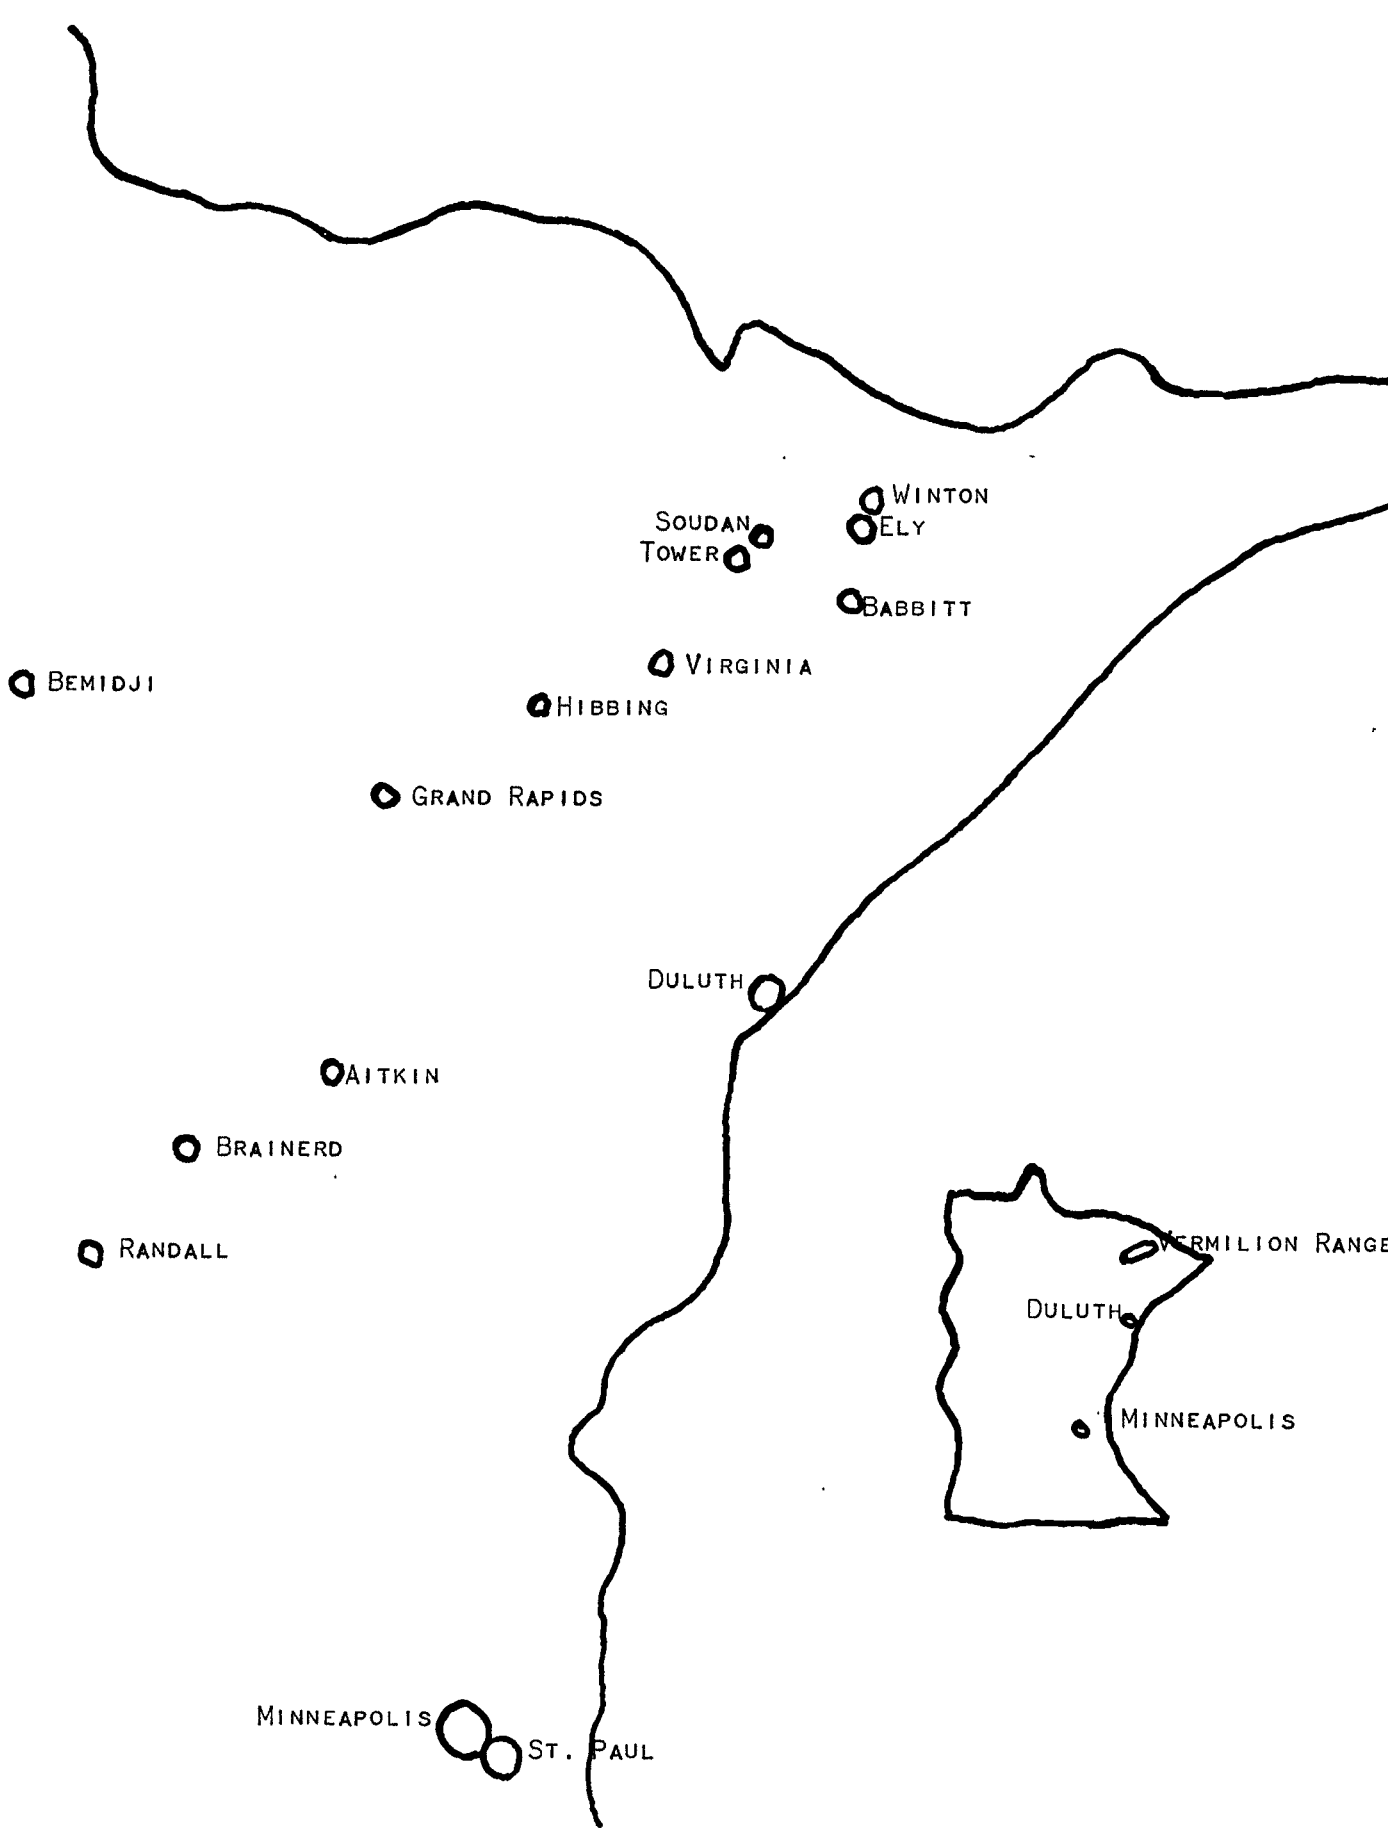 WINTON
SOUDAN
ELY
TOWER
BABBITT
VIRGINIA
BEMIDJI
HIBBING
GRAND RAPIDS
DULUTH
AITKIN
BRAINERD
RANDALL
VERMILION RANGE
DULUTH
MINNEAPOLIS
MINNEAPOLIS
ST. PAUL